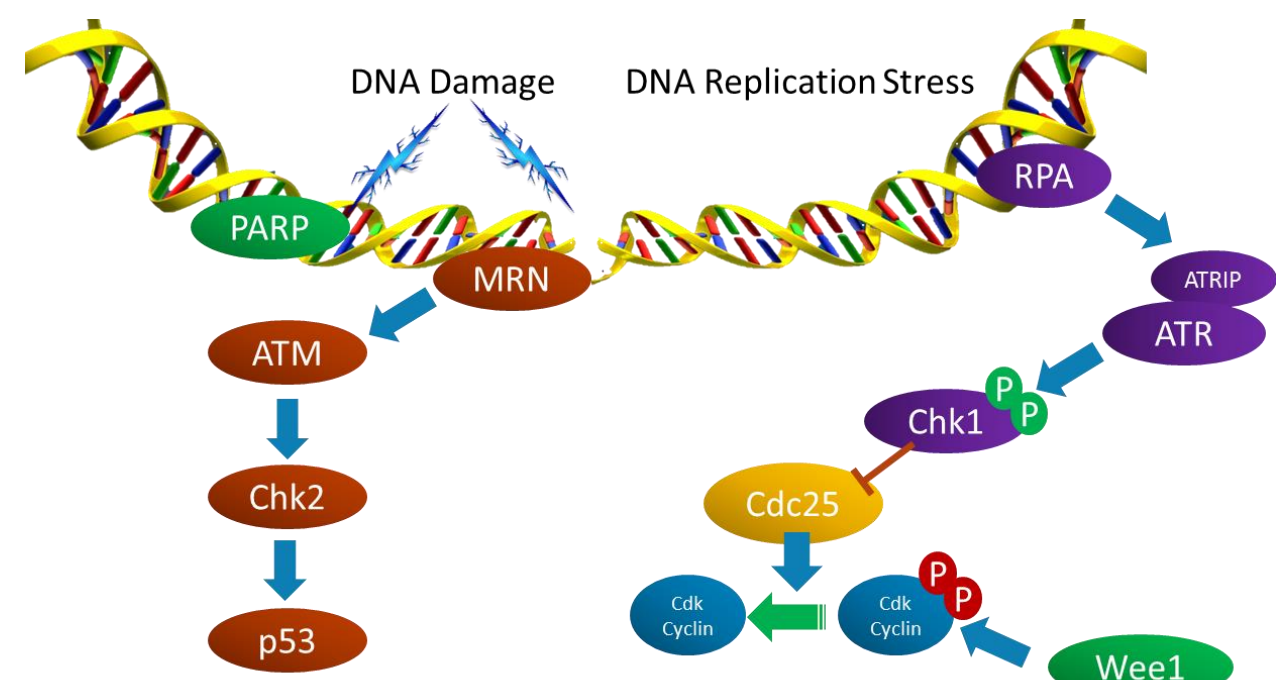 DNA Damage
DNA Replication Stress
RPA
PARP
MRN
ATRIP
ATR
ATM
P
P
Chk1
Chk2
Cdc25
P
P
Cdk
Cyclin
Cdk
Cyclin
p53
Wee1